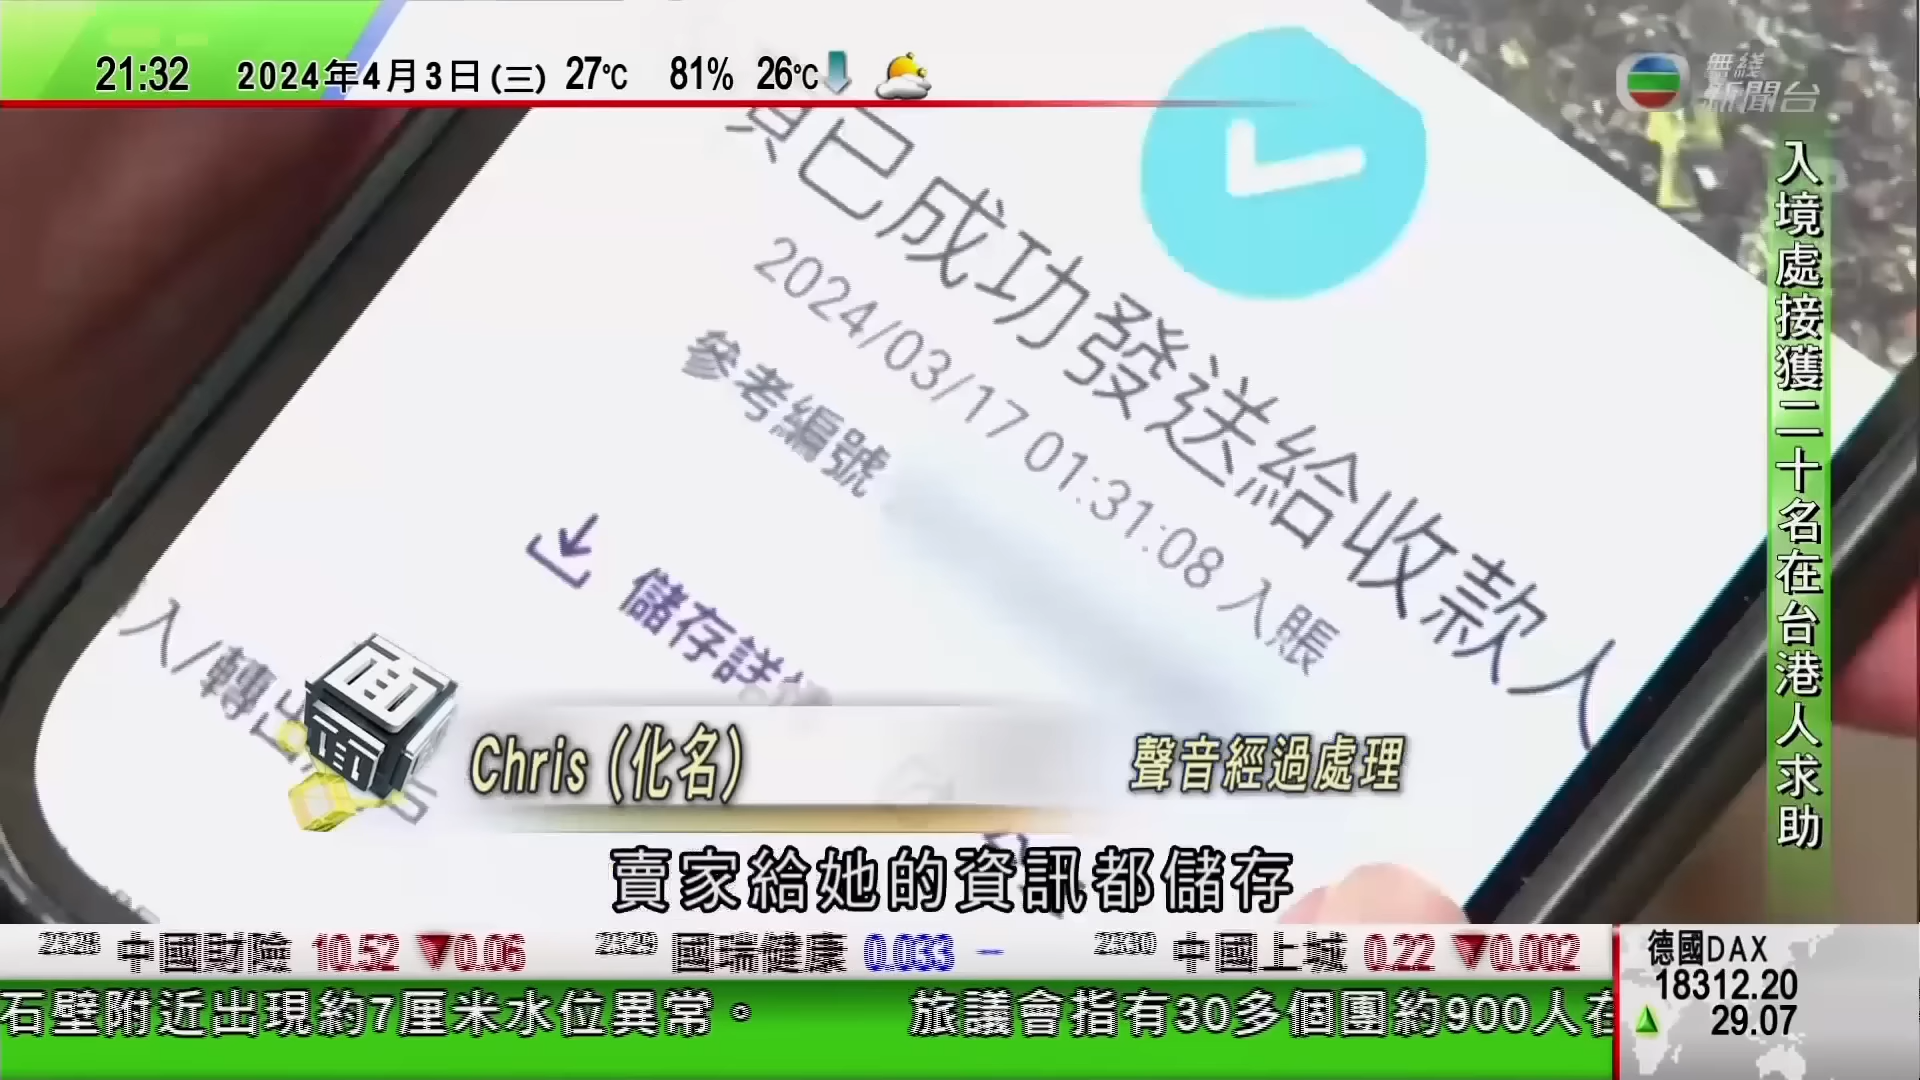 21:32 2024年4月3日(三) 27℃ 81% 26℃
無綫
新聞台
入境處接獲二十名在台港人求助
已成功發送給收款人
2024/03/17 01:31:08 入賬
參考編號
儲存詳
入/轉出
Chris (化名) 聲音經過處理
賣家給她的資訊都儲存
2328 中國財險 10.52 ▼0.06 2329 國瑞健康 0.033 – 2330 中國上城 0.22 ▼0.002
德國DAX
18312.20
▲ 29.07
石壁附近出現約7厘米水位異常。 旅議會指有30多個團約900人在